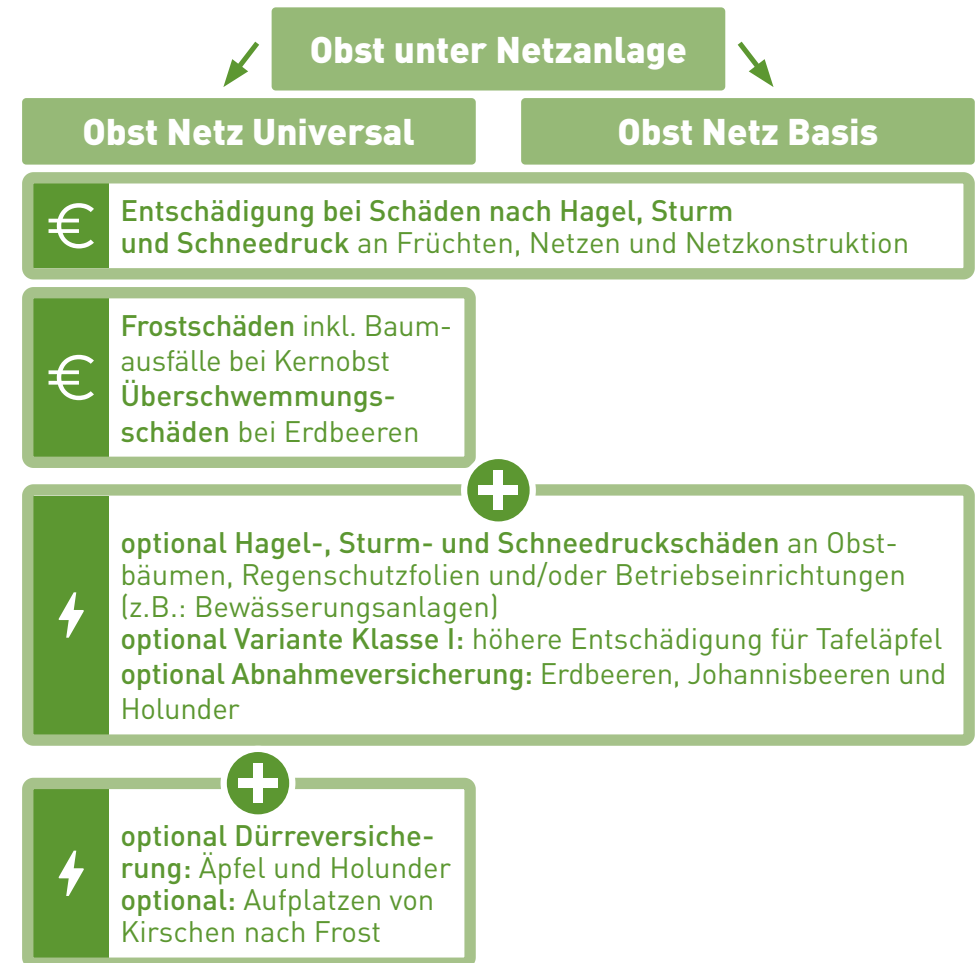 Obst unter Netzanlage
Obst Netz Universal
Obst Netz Basis
€
Entschädigung bei Schäden nach Hagel, Sturm
und Schneedruck an Früchten, Netzen und Netzkonstruktion
€
Frostschäden inkl. Baum-
ausfälle bei Kernobst
Überschwemmungs-
schäden bei Erdbeeren
optional Hagel-, Sturm- und Schneedruckschäden an Obst-
bäumen, Regenschutzfolien und/oder Betriebseinrichtungen
(z.B.: Bewässerungsanlagen)
optional Variante Klasse I: höhere Entschädigung für Tafeläpfel
optional Abnahmeversicherung: Erdbeeren, Johannisbeeren und
Holunder
optional Dürreversiche-
rung: Äpfel und Holunder
optional: Aufplatzen von
Kirschen nach Frost